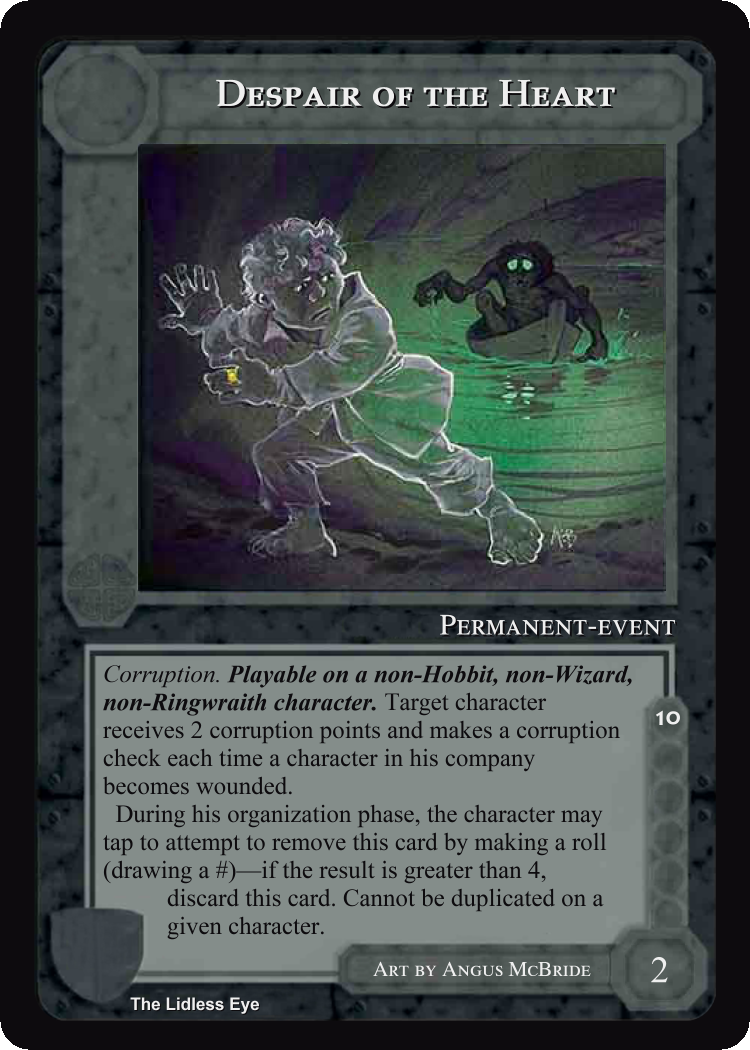 Despair of the Heart
Permanent-event
Corruption. Playable on a non-Hobbit, non-Wizard,
non-Ringwraith character. Target character
receives 2 corruption points and makes a corruption
check each time a character in his company
becomes wounded.
During his organization phase, the character may
tap to attempt to remove this card by making a roll
(drawing a #)—if the result is greater than 4,
discard this card. Cannot be duplicated on a
given character.
10
Art by Angus McBride
2
The Lidless Eye